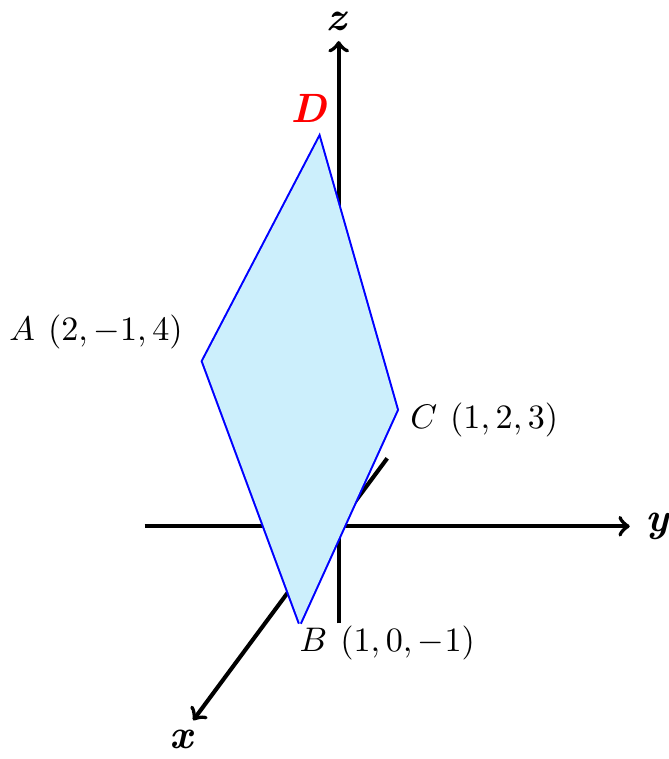 z
D
A (2, −1, 4)
C (1, 2, 3)
y
B (1, 0, −1)
x